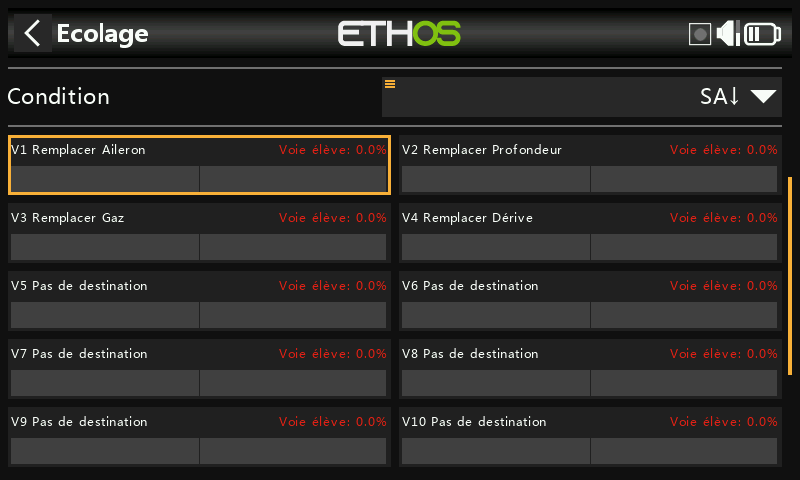 Ecolage
ETHOS
Condition
SA↓
V1 Remplacer Aileron Voie élève: 0.0%
V2 Remplacer Profondeur Voie élève: 0.0%
V3 Remplacer Gaz Voie élève: 0.0%
V4 Remplacer Dérive Voie élève: 0.0%
V5 Pas de destination Voie élève: 0.0%
V6 Pas de destination Voie élève: 0.0%
V7 Pas de destination Voie élève: 0.0%
V8 Pas de destination Voie élève: 0.0%
V9 Pas de destination Voie élève: 0.0%
V10 Pas de destination Voie élève: 0.0%